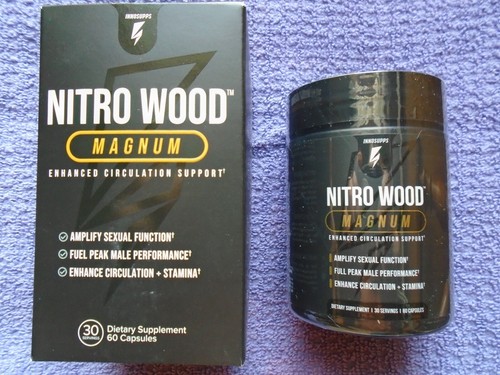 INNOSUPPS
NITRO WOOD™
MAGNUM
ENHANCED CIRCULATION SUPPORT†
AMPLIFY SEXUAL FUNCTION†
FUEL PEAK MALE PERFORMANCE†
ENHANCE CIRCULATION + STAMINA†
30
SERVINGS
Dietary Supplement
60 Capsules
INNOSUPPS
NITRO WOOD™
MAGNUM
ENHANCED CIRCULATION SUPPORT†
AMPLIFY SEXUAL FUNCTION†
FULL PEAK MALE PERFORMANCE†
ENHANCE CIRCULATION + STAMINA†
DIETARY SUPPLEMENT | 30 SERVINGS | 60 CAPSULES